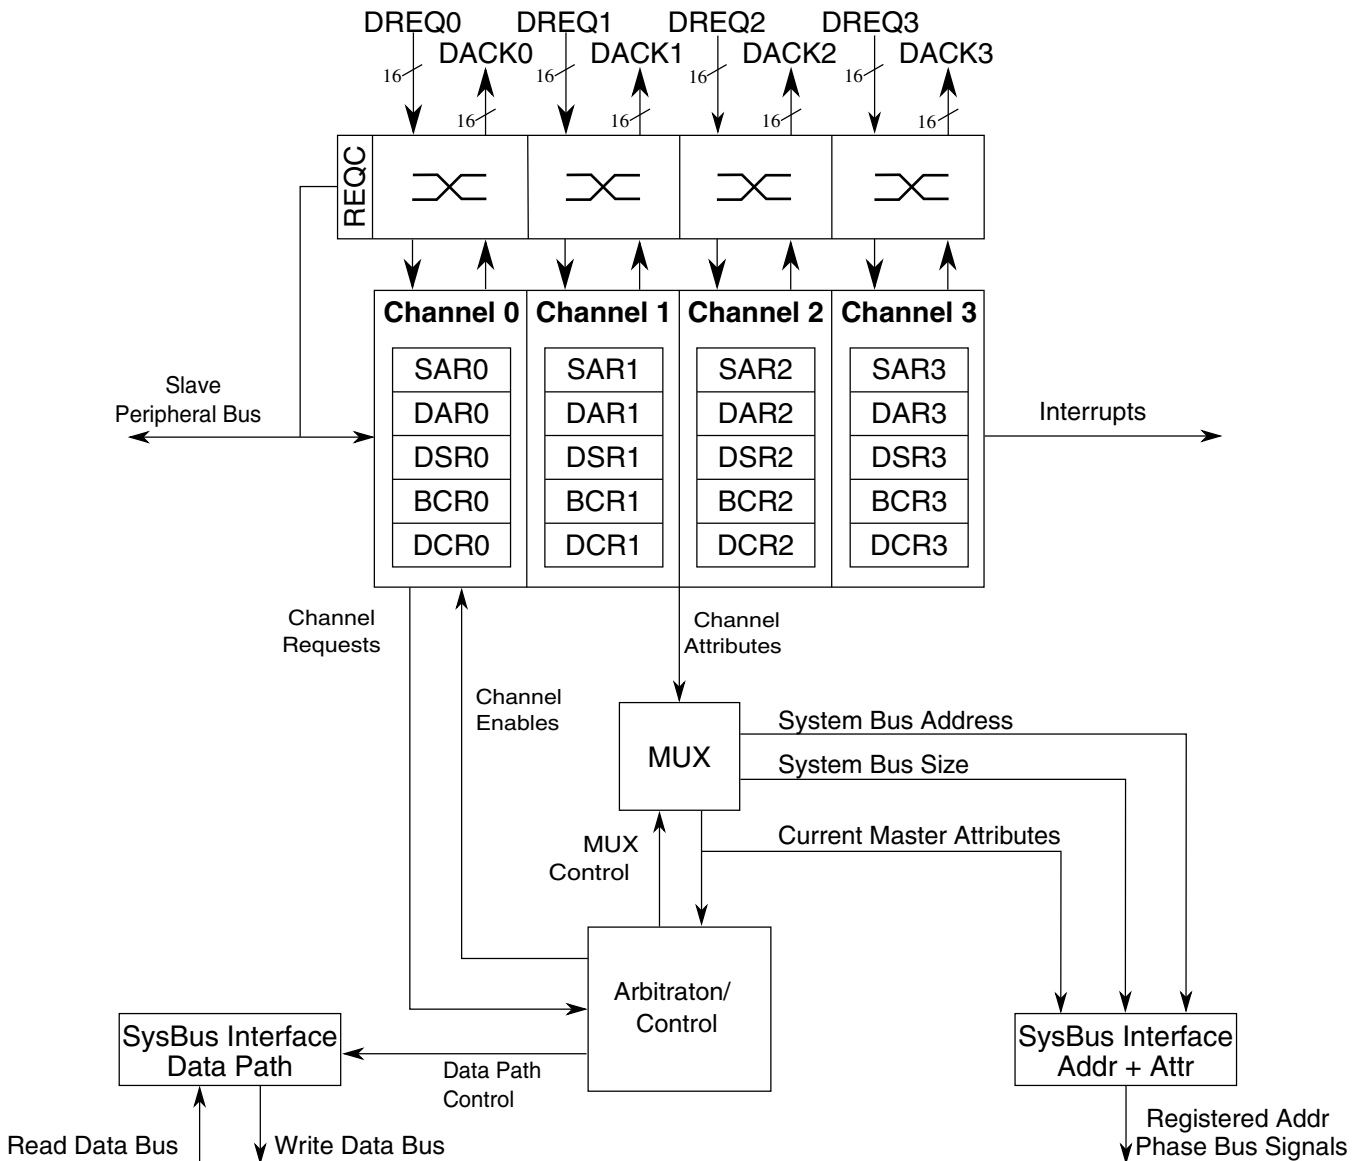 DREQ0 DREQ1 DREQ2 DREQ3
DACK0 DACK1 DACK2 DACK3
16 16 16 16
16 16 16 16
REQC
Channel 0 Channel 1 Channel 2 Channel 3
SAR0 SAR1 SAR2 SAR3
DAR0 DAR1 DAR2 DAR3
DSR0 DSR1 DSR2 DSR3
BCR0 BCR1 BCR2 BCR3
DCR0 DCR1 DCR2 DCR3
Slave
Peripheral Bus
Interrupts
Channel
Requests
Channel
Attributes
Channel
Enables
MUX
System Bus Address
System Bus Size
Current Master Attributes
MUX
Control
Arbitraton/
Control
SysBus Interface
Data Path
Data Path
Control
SysBus Interface
Addr + Attr
Read Data Bus
Write Data Bus
Registered Addr
Phase Bus Signals